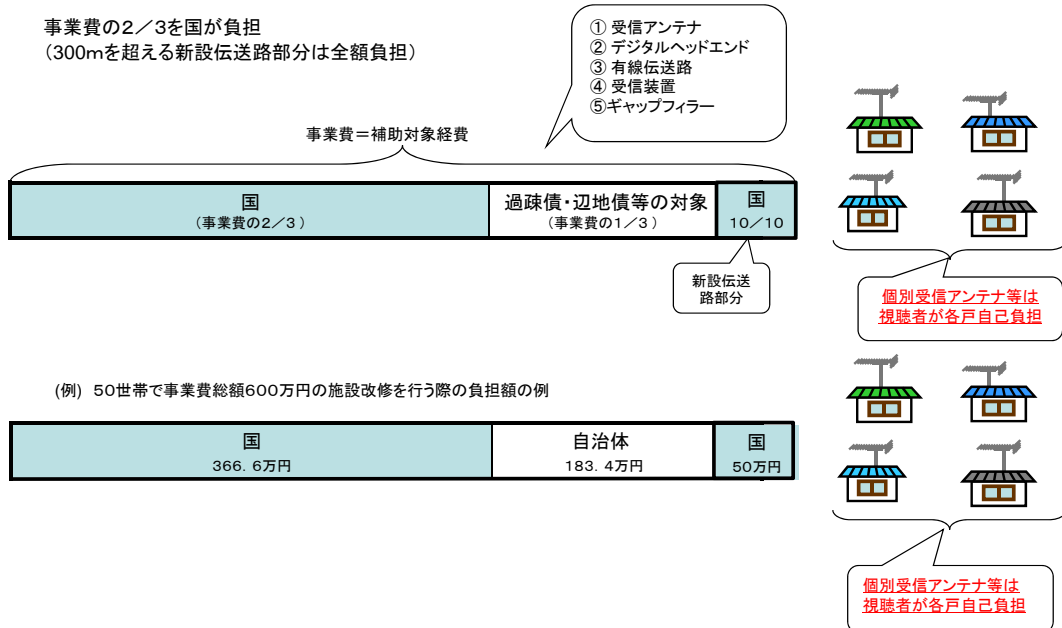 事業費の2／3を国が負担
（300mを超える新設伝送路部分は全額負担）
① 受信アンテナ
② デジタルヘッドエンド
③ 有線伝送路
④ 受信装置
⑤ギャップフィラー
事業費＝補助対象経費
国
（事業費の2／3）
過疎債・辺地債等の対象
（事業費の1／3）
国
10／10
新設伝送
路部分
個別受信アンテナ等は
視聴者が各戸自己負担
(例) 50世帯で事業費総額600万円の施設改修を行う際の負担額の例
国
366．6万円
自治体
183．4万円
国
50万円
個別受信アンテナ等は
視聴者が各戸自己負担